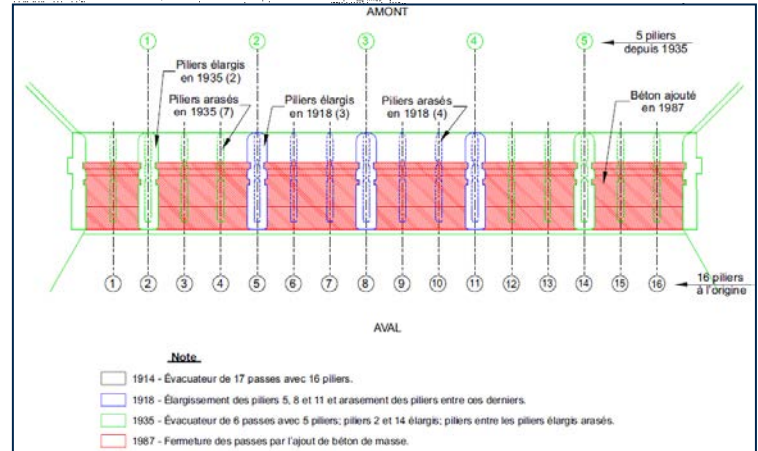 AMONT
1 2 3 4 5
5 piliers
depuis 1935
Piliers élargis
en 1935 (2)
Piliers arasés
en 1935 (7)
Piliers élargis
en 1918 (3)
Piliers arasés
en 1918 (4)
Béton ajouté
en 1987
1 2 3 4 5 6 7 8 9 10 11 12 13 14 15 16
16 piliers
à l'origine
AVAL
Note
1914 - Évacuateur de 17 passes avec 16 piliers.
1918 - Élargissement des piliers 5, 8 et 11 et arasement des piliers entre ces derniers.
1935 - Évacuateur de 6 passes avec 5 piliers; piliers 2 et 14 élargis; piliers entre les piliers élargis arasés.
1987 - Fermeture des passes par l'ajout de béton de masse.